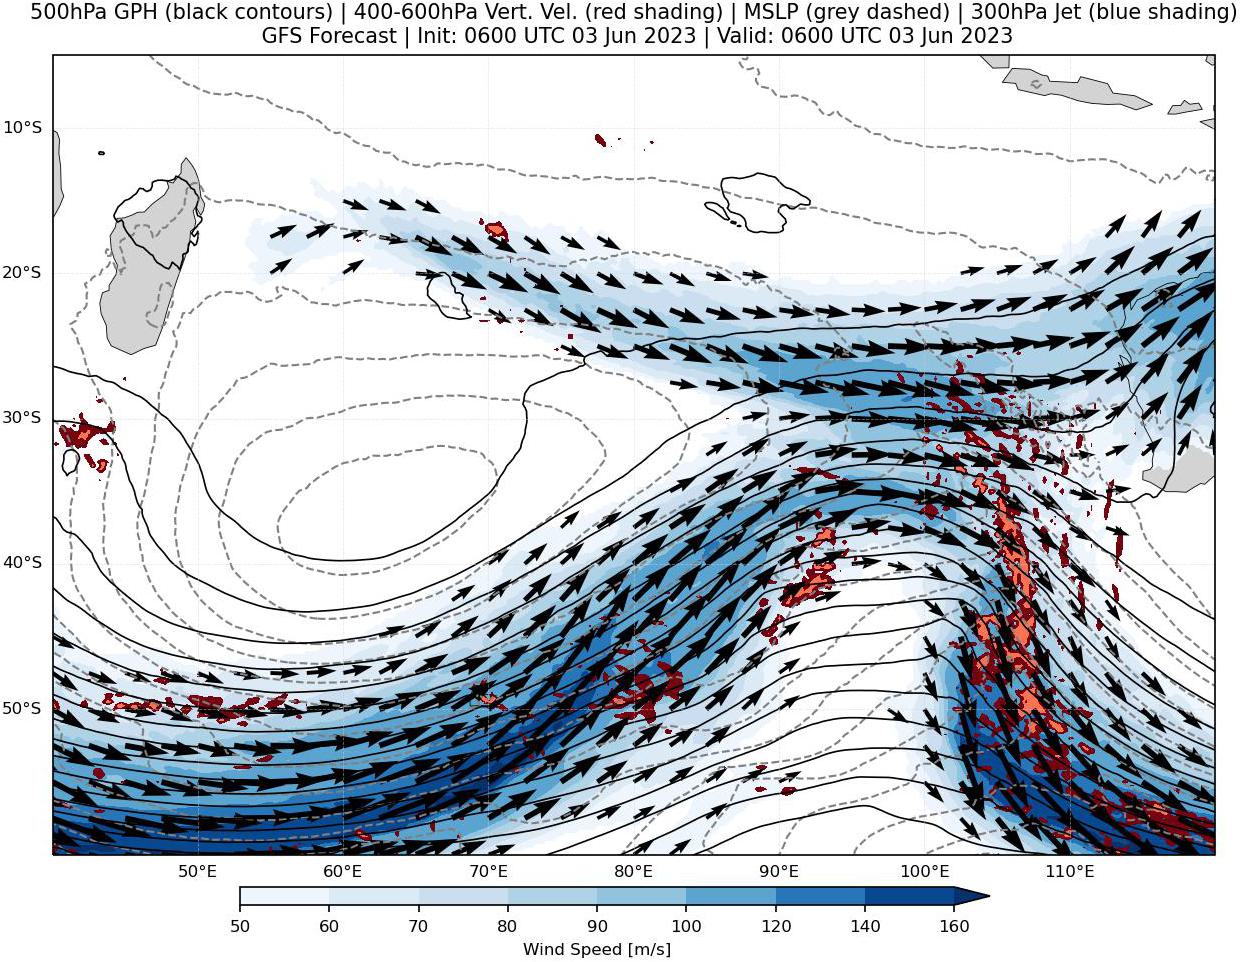 500hPa GPH (black contours) | 400-600hPa Vert. Vel. (red shading) | MSLP (grey dashed) | 300hPa Jet (blue shading)
GFS Forecast | Init: 0600 UTC 03 Jun 2023 | Valid: 0600 UTC 03 Jun 2023
10°S
20°S
30°S
40°S
50°S
50°E 60°E 70°E 80°E 90°E 100°E 110°E
50 60 70 80 90 100 120 140 160
Wind Speed [m/s]